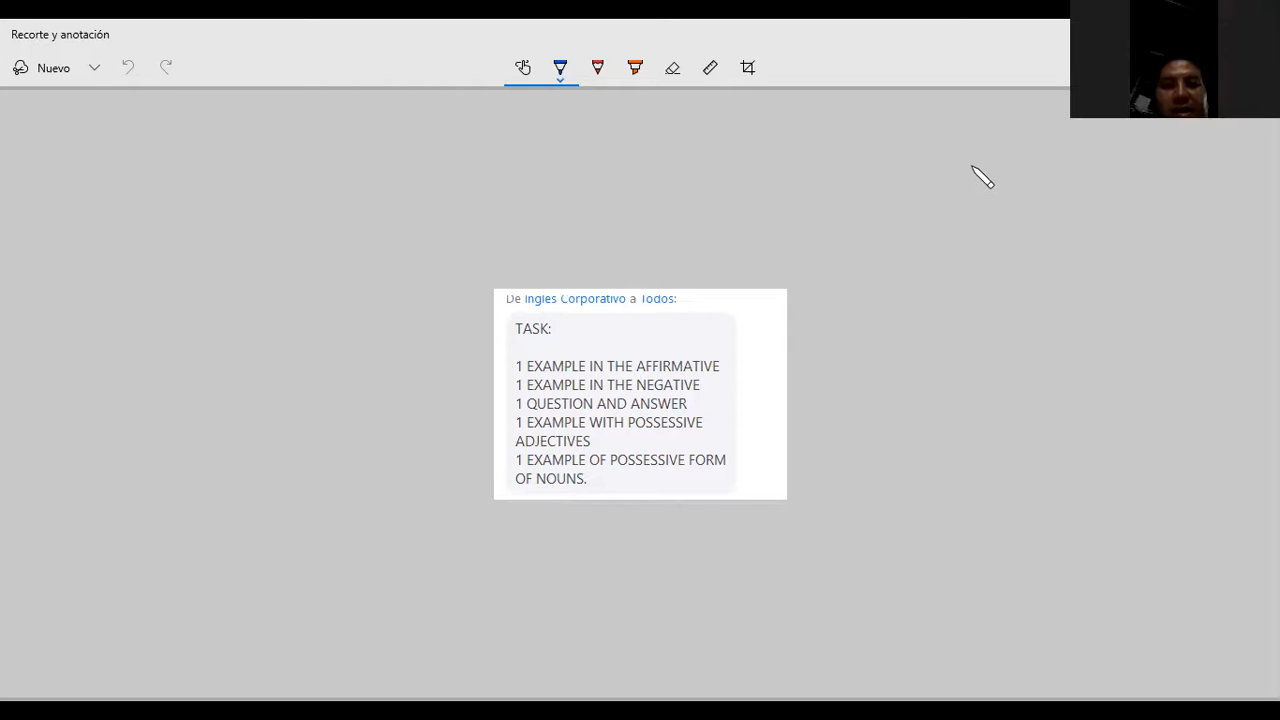 Recorte y anotación
Nuevo
De Ingles Corporativo a Todos:
TASK:
1 EXAMPLE IN THE AFFIRMATIVE
1 EXAMPLE IN THE NEGATIVE
1 QUESTION AND ANSWER
1 EXAMPLE WITH POSSESSIVE
ADJECTIVES
1 EXAMPLE OF POSSESSIVE FORM
OF NOUNS.